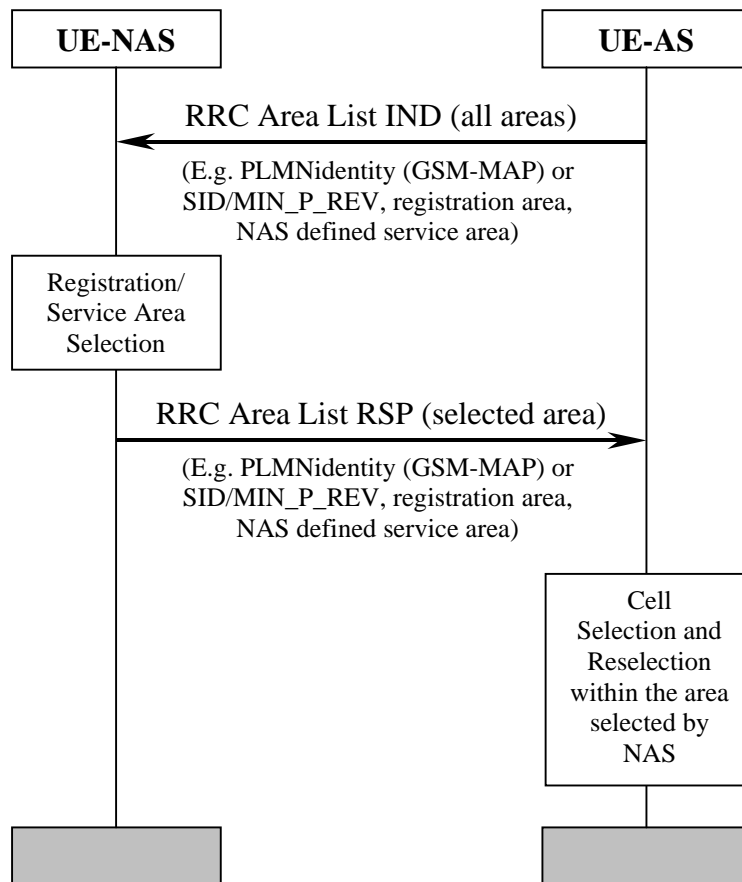 UE-NAS
UE-AS
RRC Area List IND (all areas)
(E.g. PLMNidentity (GSM-MAP) or
SID/MIN_P_REV, registration area,
NAS defined service area)
Registration/
Service Area
Selection
RRC Area List RSP (selected area)
(E.g. PLMNidentity (GSM-MAP) or
SID/MIN_P_REV, registration area,
NAS defined service area)
Cell
Selection and
Reselection
within the area
selected by
NAS